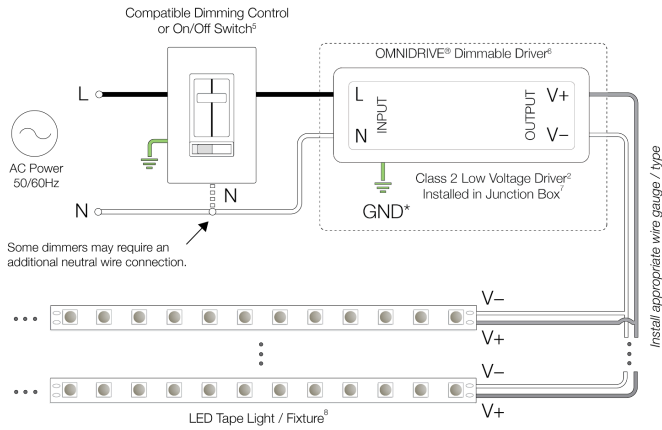 Compatible Dimming Control
or On/Off Switch⁵
OMNIDRIVE® Dimmable Driver⁶
L
L
INPUT
N
OUTPUT
V+
V–
AC Power
50/60Hz
Class 2 Low Voltage Driver²
Installed in Junction Box⁷
GND*
N
N
Some dimmers may require an
additional neutral wire connection.
Install appropriate wire gauge / type
V–
V+
V–
V+
LED Tape Light / Fixture⁸